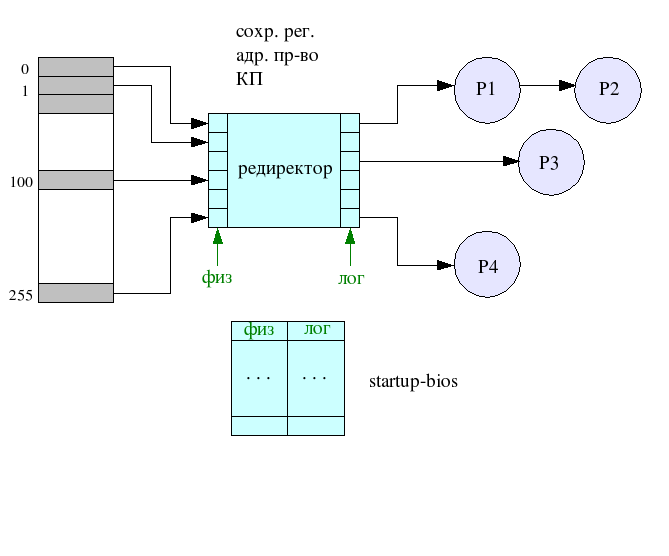 сохр. рег.
адр. пр-во
КП
0
1
100
255
редиректор
P1
P2
P3
P4
физ
лог
физ лог
. . . . . .
startup-bios